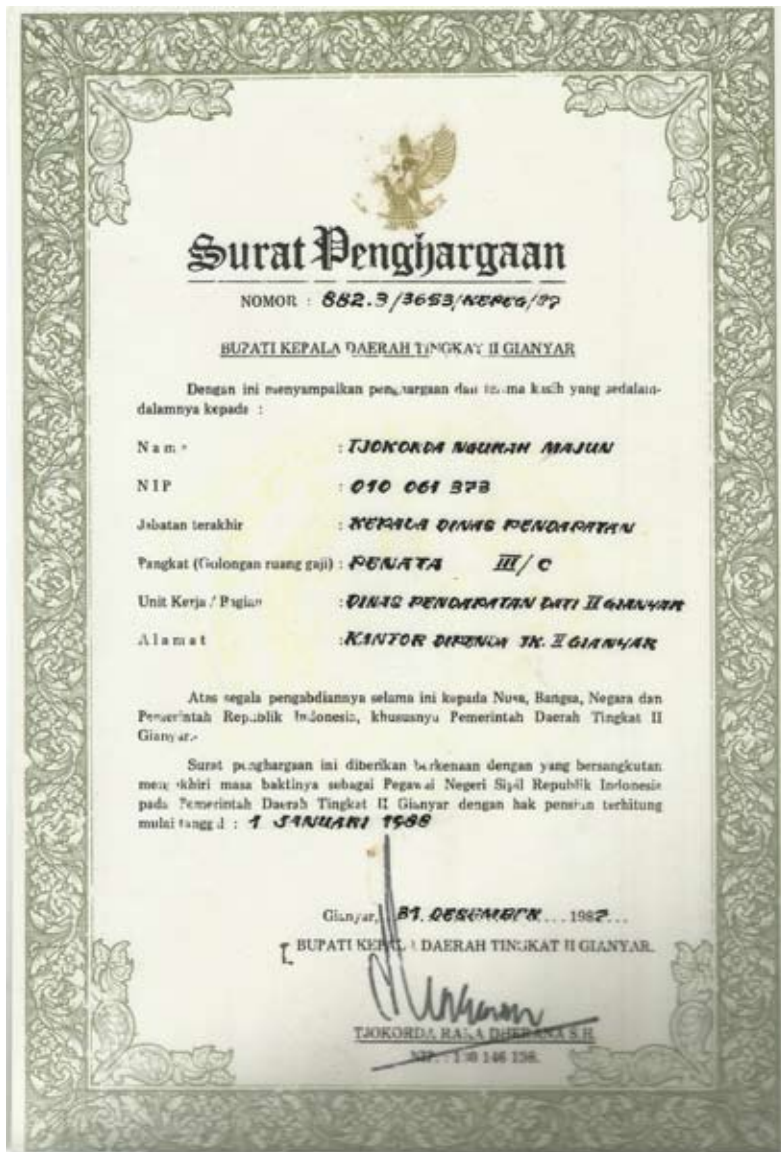 Surat Penghargaan
NOMOR : 882.3/3653/KEPEG/87
BUPATI KEPALA DAERAH TINGKAT II GIANYAR
Dengan ini menyampaikan penghargaan dan terima kasih yang sedalam-
dalamnya kepada :
Nama : TJOKORDA NGURAH MAJUN
NIP : 010 061 373
Jabatan terakhir : KEPALA DINAS PENDAPATAN
Pangkat (Golongan ruang gaji) : PENATA III/C
Unit Kerja / Bagian : DINAS PENDAPATAN DATI II GIANYAR
Alamat : KANTOR DIPENDA TK. II GIANYAR
Atas segala pengabdiannya selama ini kepada Nusa, Bangsa, Negara dan
Pemerintah Republik Indonesia, khususnya Pemerintah Daerah Tingkat II
Gianyar.-
Surat penghargaan ini diberikan berkenaan dengan yang bersangkutan
mengakhiri masa baktinya sebagai Pegawai Negeri Sipil Republik Indonesia
pada Pemerintah Daerah Tingkat II Gianyar dengan hak pensiun terhitung
mulai tanggal : 1 JANUARI 1988
Gianyar, 31. DESEMBER ... 1987...
BUPATI KEPALA DAERAH TINGKAT II GIANYAR.
TJOKORDA RAKA DHERANA S.H
NIP. : 130 146 136.